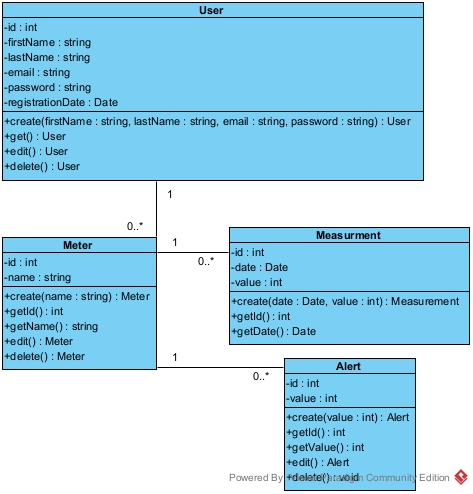 User
-id : int
-firstName : string
-lastName : string
-email : string
-password : string
-registrationDate : Date
+create(firstName : string, lastName : string, email : string, password : string) : User
+get() : User
+edit() : User
+delete() : User
1
0..*
Meter
-id : int
-name : string
+create(name : string) : Meter
+getId() : int
+getName() : string
+edit() : Meter
+delete() : Meter
1
0..*
Measurment
-id : int
-date : Date
-value : int
+create(date : Date, value : int) : Measurement
+getId() : int
+getDate() : Date
1
0..*
Alert
-id : int
-value : int
+create(value : int) : Alert
+getId() : int
+getValue() : int
+edit() : Alert
+delete() : void
Powered By Visual Paradigm Community Edition